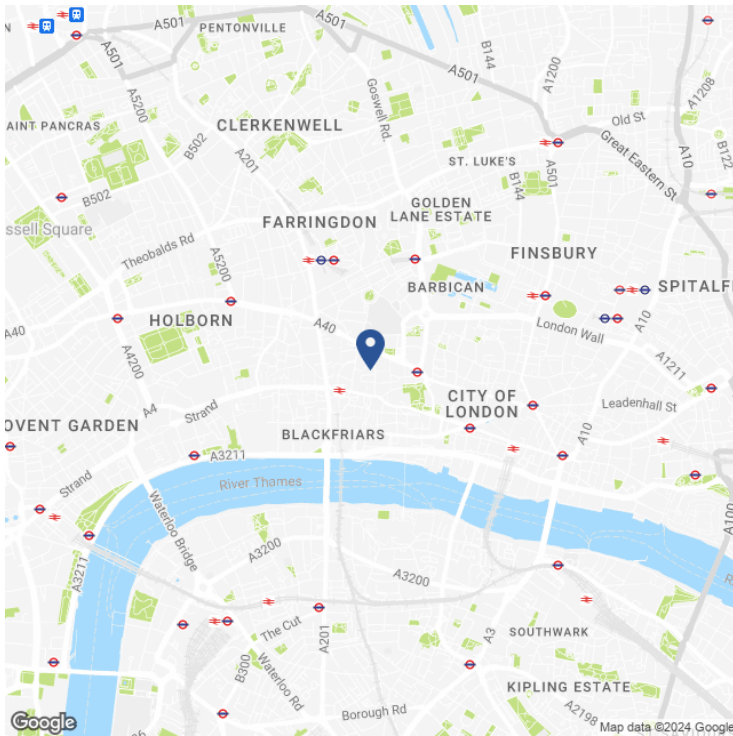 N
A501
PENTONVILLE
A501
A501
B144
A1200
A1208
A5200
Goswell Rd.
Old St
AINT PANCRAS
CLERKENWELL
B502
A201
ST. LUKE'S
Great Eastern St
A10
B122
B502
A501
B144
GOLDEN
LANE ESTATE
FARRINGDON
ssell Square
Theobalds Rd
A5200
FINSBURY
BARBICAN
SPITALFI
HOLBORN
A40
A40
London Wall
A10
A4200
A1211
CITY OF
LONDON
Leadenhall St
A4
Strand
OVENT GARDEN
BLACKFRIARS
A10
A3211
Strand
River Thames
A100
Waterloo Bridge
A3200
A3211
A3200
R
The Cut
A201
A3
SOUTHWARK
B300
Waterloo Rd
KIPLING ESTATE
Borough Rd
A2198
Google
Map data ©2024 Google